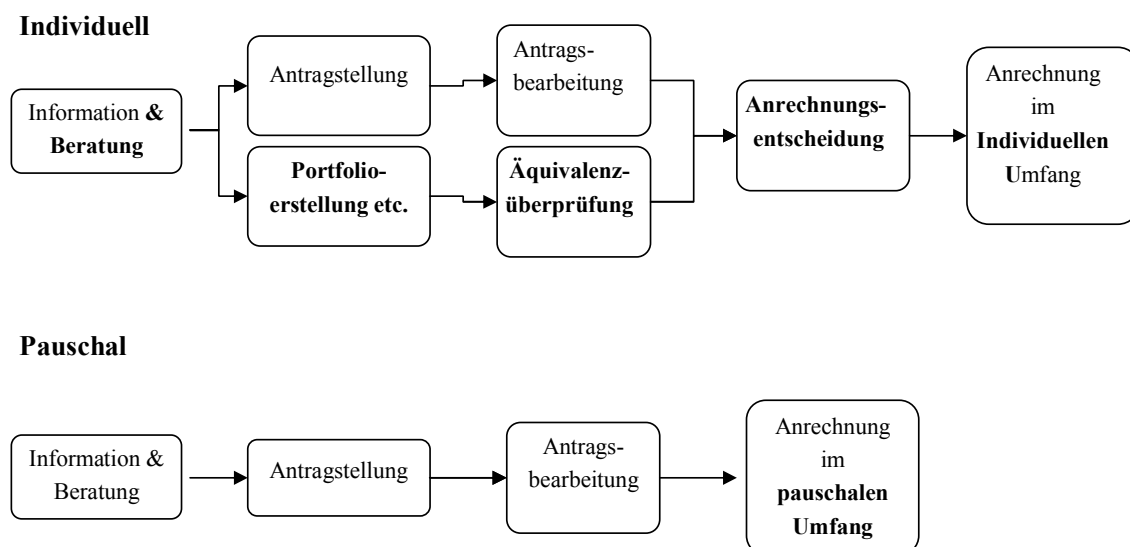 Individuell
Information &
Beratung
Antragstellung
Portfolio-
erstellung etc.
Antrags-
bearbeitung
Äquivalenz-
überprüfung
Anrechnungs-
entscheidung
Anrechnung
im
Individuellen
Umfang
Pauschal
Information &
Beratung
Antragstellung
Antrags-
bearbeitung
Anrechnung
im
pauschalen
Umfang